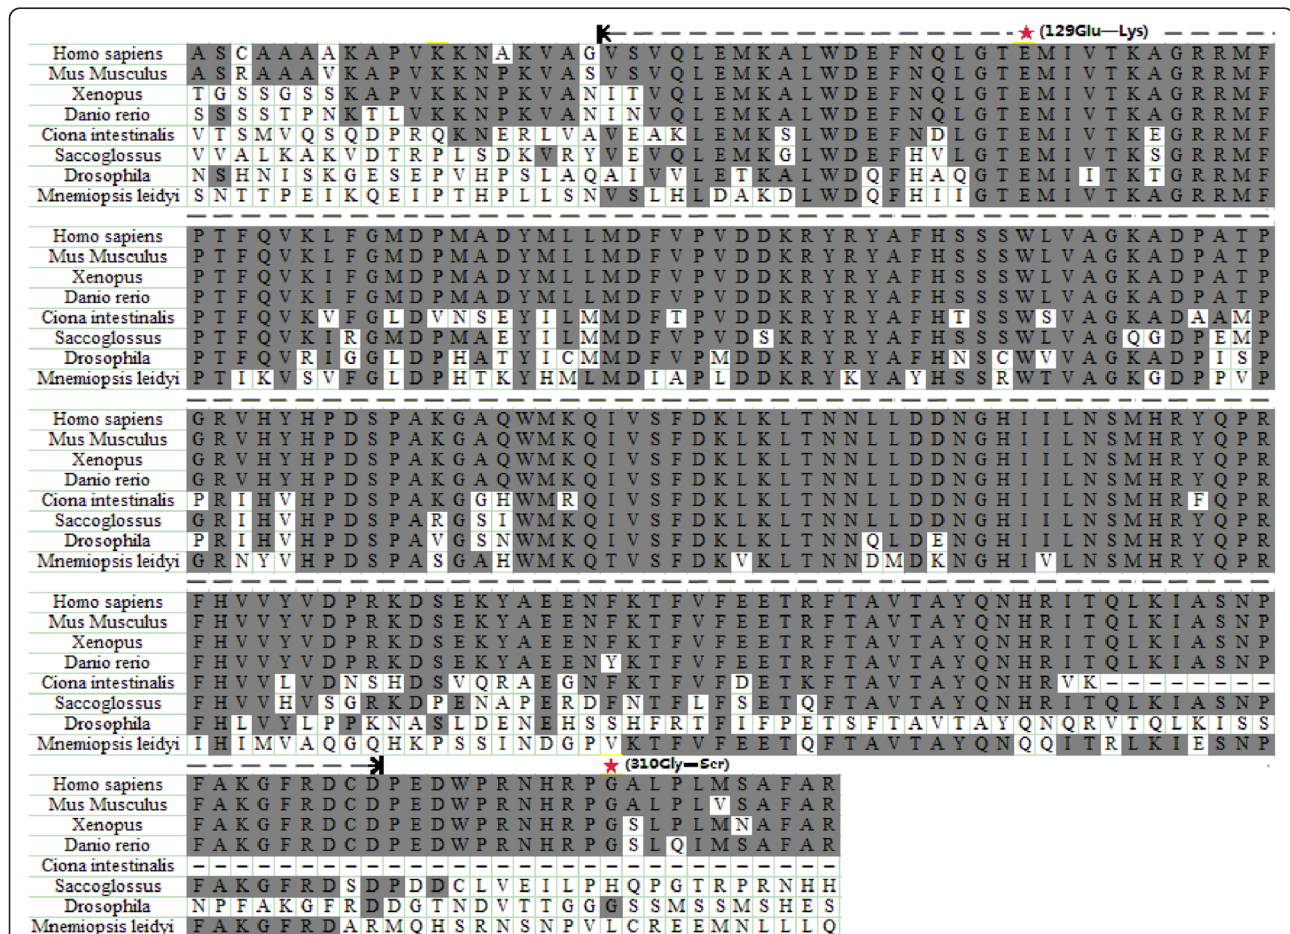 (129Glu—Lys)
Homo sapiens A S C A A A A K A P V K K N A K V A G V S V Q L E M K A L W D E F N Q L G T E M I V T K A G R R M F
Mus Musculus A S R A A A V K A P V K K N P K V A S V S V Q L E M K A L W D E F N Q L G T E M I V T K A G R R M F
Xenopus T G S S G S S K A P V K K N P K V A N I T V Q L E M K A L W D E F N Q L G T E M I V T K A G R R M F
Danio rerio S S S S T P N K T L V K K N P K V A N I N V Q L E M K A L W D E F N Q L G T E M I V T K A G R R M F
Ciona intestinalis V T S M V Q S Q D P R Q K N E R L V A V E A K L E M K S L W D E F N D L G T E M I V T K E G R R M F
Saccoglossus V V A L K A K V D T R P L S D K V R Y V E V Q L E M K G L W D E F H V L G T E M I V T K S G R R M F
Drosophila N S H N I S K G E S E P V H P S L A Q A I V V L E T K A L W D Q F H A Q G T E M I I T K T G R R M F
Mnemiopsis leidyi S N T T P E I K Q E I P T H P L L S N V S L H L D A K D L W D Q F H I I G T E M I V T K A G R R M F
Homo sapiens P T F Q V K L F G M D P M A D Y M L L M D F V P V D D K R Y R Y A F H S S S W L V A G K A D P A T P
Mus Musculus P T F Q V K L F G M D P M A D Y M L L M D F V P V D D K R Y R Y A F H S S S W L V A G K A D P A T P
Xenopus P T F Q V K I F G M D P M A D Y M L L M D F V P V D D K R Y R Y A F H S S S W L V A G K A D P A T P
Danio rerio P T F Q V K I F G M D P M A D Y M L L M D F V P V D D K R Y R Y A F H S S S W L V A G K A D P A T P
Ciona intestinalis P T F Q V K V F G L D V N S E Y I L M M D F T P V D D K R Y R Y A F H T S S W S V A G K A D A A M P
Saccoglossus P T F Q V K I R G M D P M A E Y I L M M D F V P V D S K R Y R Y A F H S S S W L V A G K Q G D P E M P
Drosophila P T F Q V R I G G L D P H A T Y I C M M D F V P M D D K R Y R Y A F H N S C W V V A G K A D P I S P
Mnemiopsis leidyi P T I K V S V F G L D P H T K Y H M L M D I A P L D D K R Y K Y A Y H S S R W T V A G K G D P P V P
Homo sapiens G R V H Y H P D S P A K G A Q W M K Q I V S F D K L K L T N N L L D D N G H I I L N S M H R Y Q P R
Mus Musculus G R V H Y H P D S P A K G A Q W M K Q I V S F D K L K L T N N L L D D N G H I I L N S M H R Y Q P R
Xenopus G R V H Y H P D S P A K G A Q W M K Q I V S F D K L K L T N N L L D D N G H I I L N S M H R Y Q P R
Danio rerio G R V H Y H P D S P A K G A Q W M K Q I V S F D K L K L T N N L L D D N G H I I L N S M H R Y Q P R
Ciona intestinalis P R I H V H P D S P A K G G H W M R Q I V S F D K L K L T N N L L D D N G H I I L N S M H R F Q P R
Saccoglossus G R I H V H P D S P A R G S I W M K Q I V S F D K L K L T N N L L D D N G H I I L N S M H R Y Q P R
Drosophila P R I H V H P D S P A V G S N W M K Q I V S F D K L K L T N N Q L D E N G H I I L N S M H R Y Q P R
Mnemiopsis leidyi G R N Y V H P D S P A S G A H W M K Q T V S F D K V K L T N N D M D K N G H I V L N S M H R Y Q P R
Homo sapiens F H V V Y V D P R K D S E K Y A E E N F K T F V F E E T R F T A V T A Y Q N H R I T Q L K I A S N P
Mus Musculus F H V V Y V D P R K D S E K Y A E E N F K T F V F E E T R F T A V T A Y Q N H R I T Q L K I A S N P
Xenopus F H V V Y V D P R K D S E K Y A E E N F K T F V F E E T R F T A V T A Y Q N H R I T Q L K I A S N P
Danio rerio F H V V Y V D P R K D S E K Y A E E N Y K T F V F E E T R F T A V T A Y Q N H R I T Q L K I A S N P
Ciona intestinalis F H V V L V D N S H D S V Q R A E G N F K T F V F D E T K F T A V T A Y Q N H R V K - - - - - - - -
Saccoglossus F H V V H V S G R K D P E N A P E R D F N T F L F S E T Q F T A V T A Y Q N H R I T Q L K I A S N P
Drosophila F H L V Y L P P K N A S L D E N E H S S H F R T F I F P E T S F T A V T A Y Q N Q R V T Q L K I S S
Mnemiopsis leidyi I H I M V A Q G Q H K P S S I N D G P V K T F V F E E T Q F T A V T A Y Q N Q Q I T R L K I E S N P
(310Gly—Ser)
Homo sapiens F A K G F R D C D P E D W P R N H R P G A L P L M S A F A R
Mus Musculus F A K G F R D C D P E D W P R N H R P G A L P L V S A F A R
Xenopus F A K G F R D C D P E D W P R N H R P G S L P L M N A F A R
Danio rerio F A K G F R D C D P E D W P R N H R P G S L Q I M S A F A R
Ciona intestinalis - - - - - - - - - - - - - - - - - - - - - - - - - - - - - -
Saccoglossus F A K G F R D S D P D D C L V E I L P H Q P G T R P R N H H
Drosophila N P F A K G F R D D G T N D V T T G G G S S M S S M S H E S
Mnemiopsis leidyi F A K G F R D A R M Q H S R N S N P V L C R E E M N L L L Q